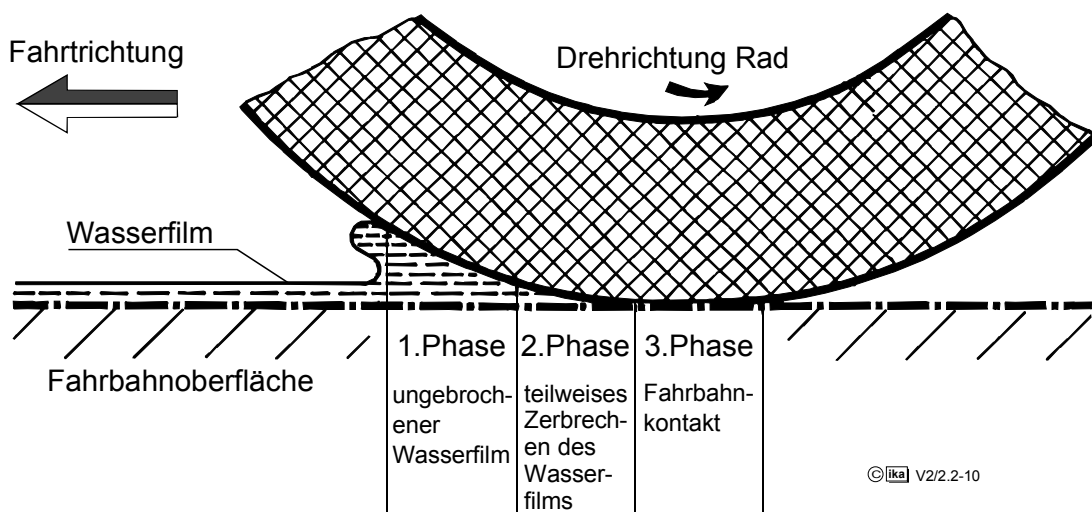 Fahrtrichtung
Drehrichtung Rad
Wasserfilm
Fahrbahnoberfläche
1.Phase
ungebroch-
ener
Wasserfilm
2.Phase
teilweises
Zerbrech-
en des
Wasser-
films
3.Phase
Fahrbahn-
kontakt
© ika V2/2.2-10